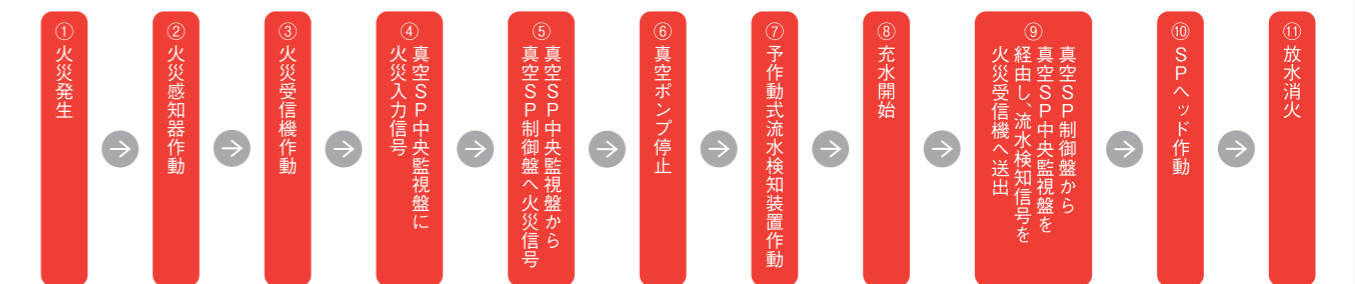 ①
火災発生
②
火災感知器作動
③
火災受信機作動
④
真空SP中央監視盤に
火災入力信号
⑤
真空SP中央監視盤から
真空SP制御盤へ火災信号
⑥
真空ポンプ停止
⑦
予作動式流水検知装置作動
⑧
充水開始
⑨
真空SP制御盤から
真空SP中央監視盤を
経由し、流水検知信号を
火災受信機へ送出
⑩
SPヘッド作動
⑪
放水消火